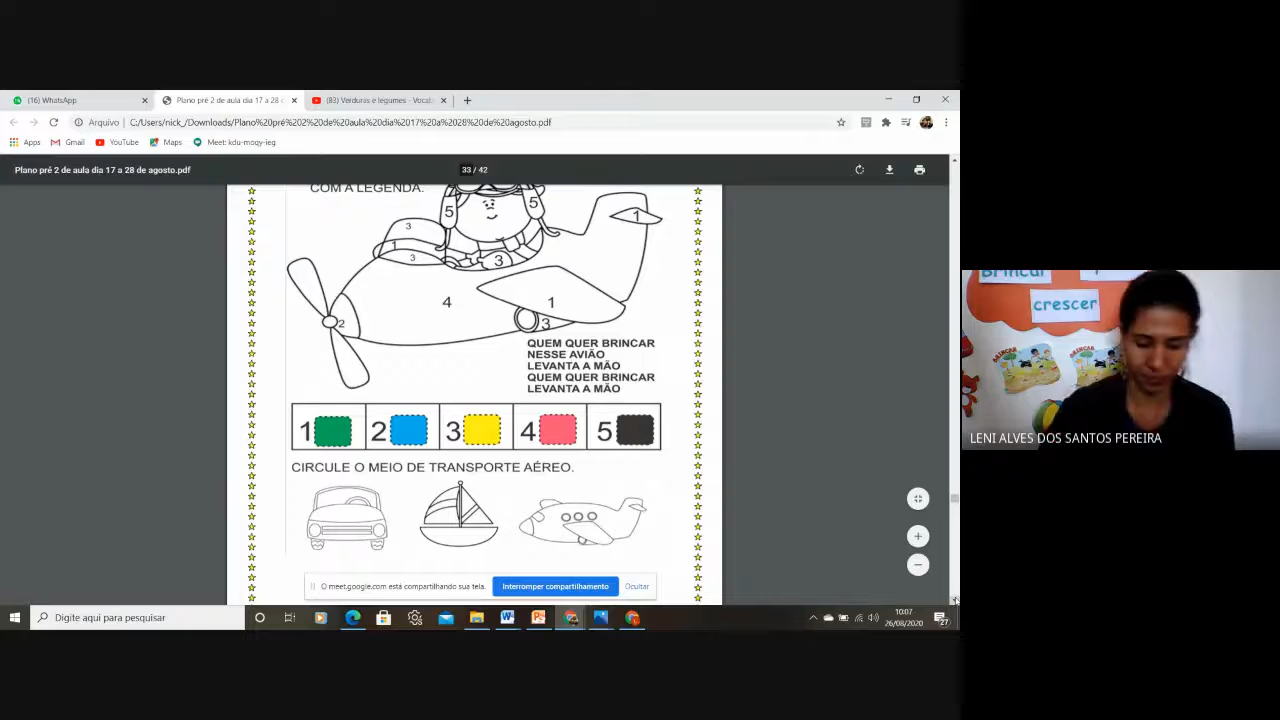 (16) WhatsApp
Plano pré 2 de aula dia 17 a 28 d
(83) Verduras e legumes - Vocal
Arquivo
C:/Users/nick_/Downloads/Plano%20pré%202%20de%20aula%20dia%2017%20a%2028%20de%20agosto.pdf
Apps
Gmail
YouTube
Maps
Meet: kdu-moqy-ieg
Plano pré 2 de aula dia 17 a 28 de agosto.pdf
33 / 42
COM A LEGENDA.
5
5
1
3
1
3
3
4
1
2
3
QUEM QUER BRINCAR
NESSE AVIÃO
LEVANTA A MÃO
QUEM QUER BRINCAR
LEVANTA A MÃO
1 2 3 4 5
CIRCULE O MEIO DE TRANSPORTE AÉREO.
O meet.google.com está compartilhando sua tela.
Interromper compartilhamento
Ocultar
Digite aqui para pesquisar
10:07
26/08/2020
27
Brincar
crescer
BRINCAR
BRINCAR
LENI ALVES DOS SANTOS PEREIRA